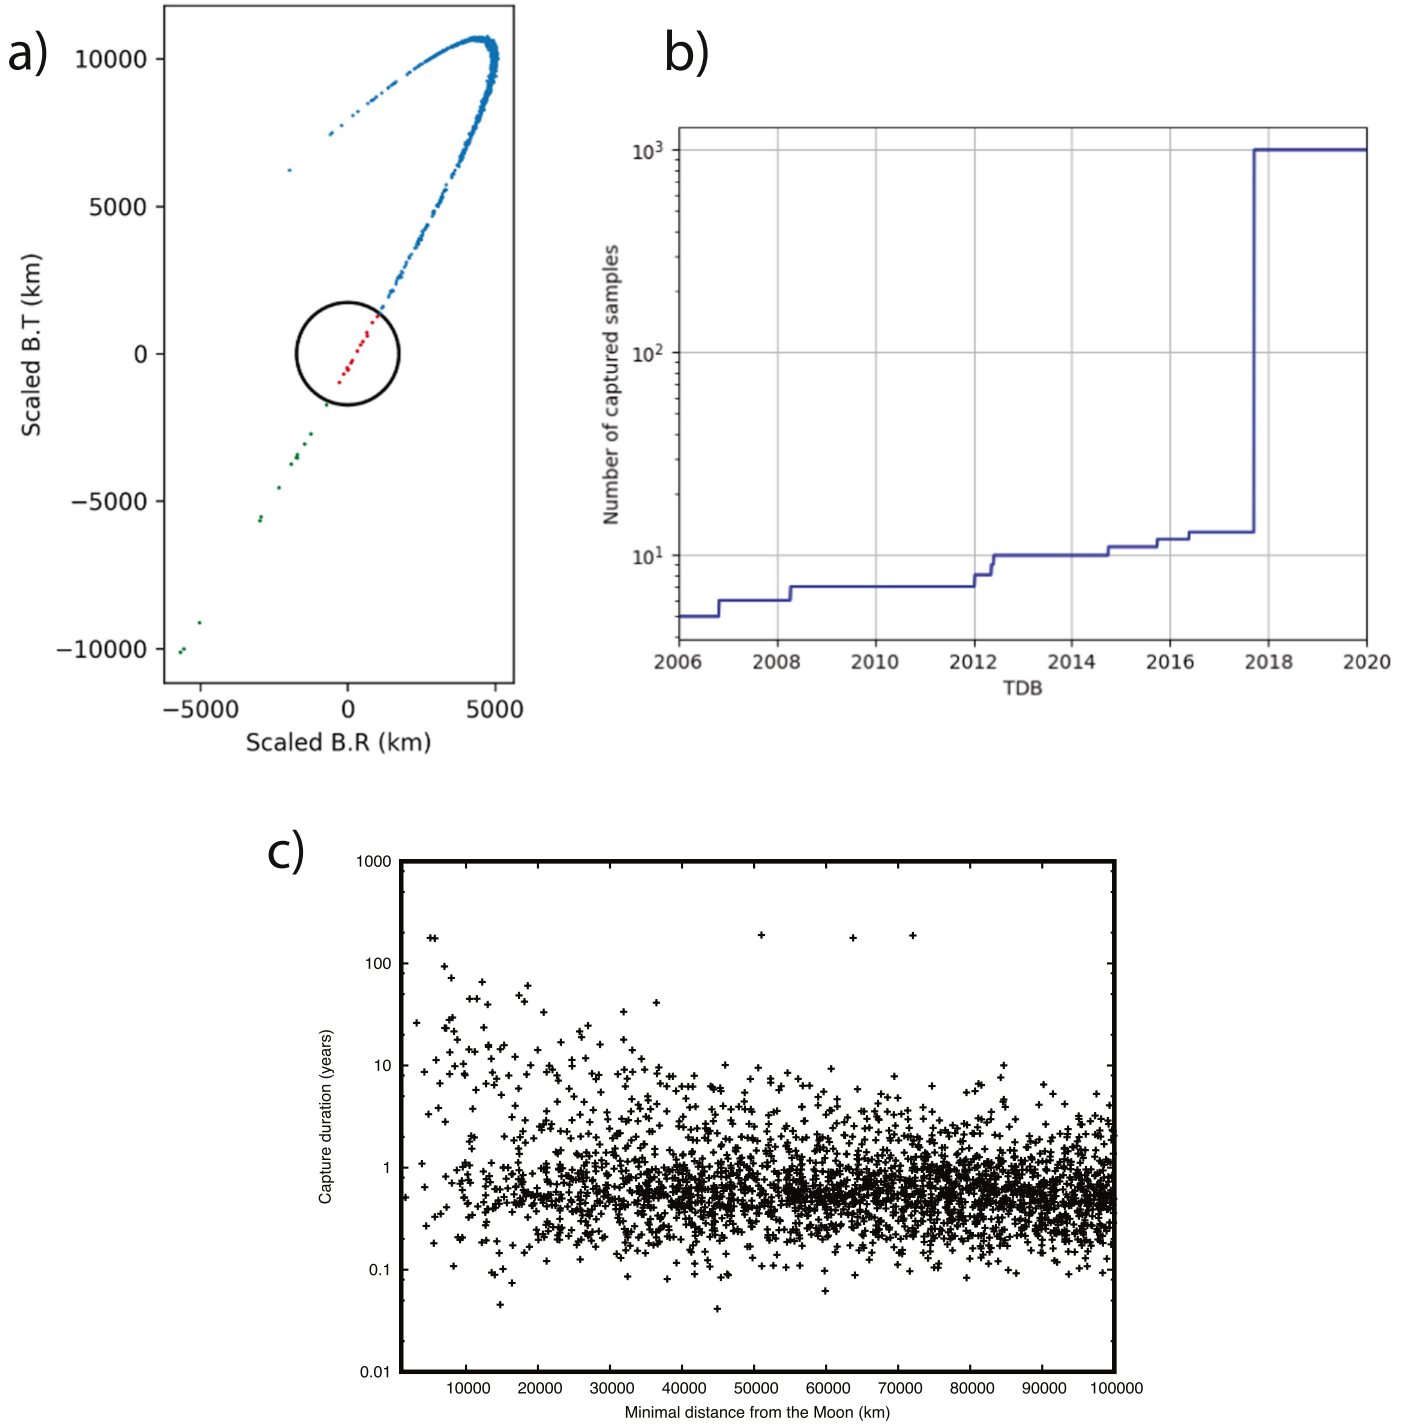 a)
10000
5000
0
−5000
−10000
Scaled B.T (km)
−5000 0 5000
Scaled B.R (km)
b)
10³
10²
10¹
Number of captured samples
2006 2008 2010 2012 2014 2016 2018 2020
TDB
c)
1000
100
10
1
0.1
0.01
Capture duration (years)
10000 20000 30000 40000 50000 60000 70000 80000 90000 100000
Minimal distance from the Moon (km)